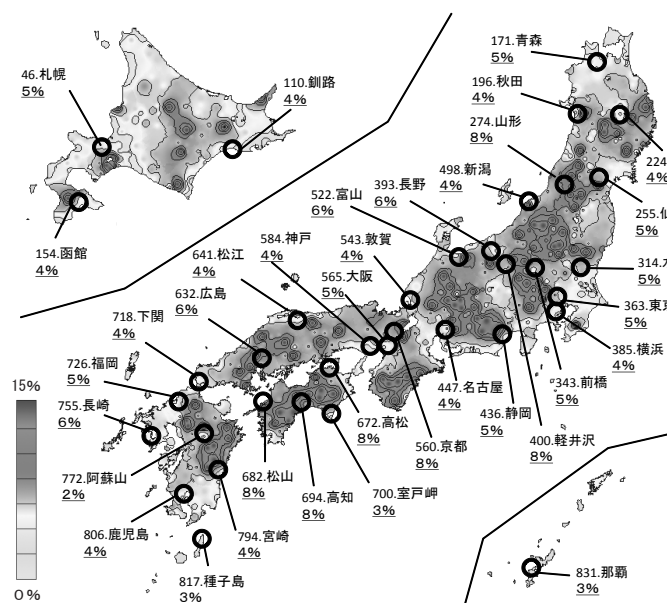 46.札幌
5%
110.釧路
4%
154.函館
4%
171.青森
5%
196.秋田
4%
274.山形
8%
224
4%
498.新潟
4%
393.長野
6%
522.富山
6%
255.仙
5%
543.敦賀
4%
584.神戸
4%
641.松江
4%
565.大阪
5%
632.広島
6%
314.水
5%
363.東京
5%
718.下関
4%
385.横浜
4%
726.福岡
5%
343.前橋
5%
15%
755.長崎
6%
447.名古屋
4%
436.静岡
5%
672.高松
8%
400.軽井沢
8%
560.京都
8%
772.阿蘇山
2%
682.松山
8%
694.高知
8%
700.室戸岬
3%
806.鹿児島
4%
794.宮崎
4%
817.種子島
3%
831.那覇
3%
0%